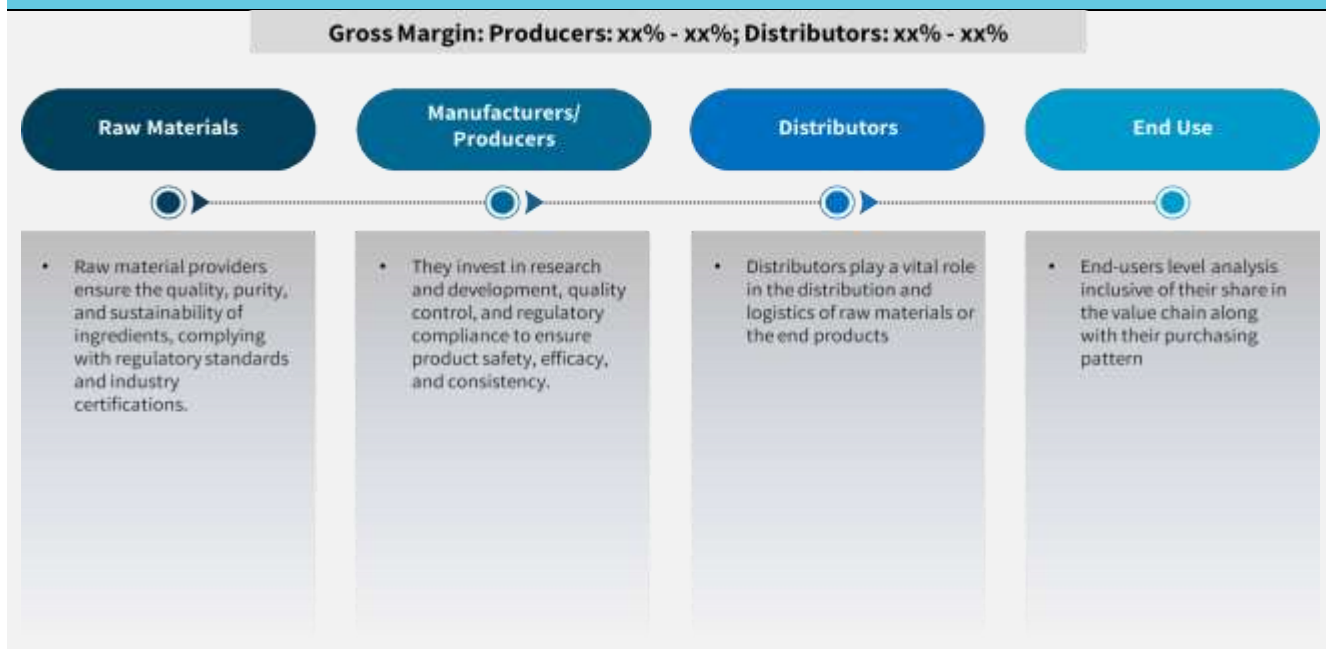 Gross Margin: Producers: xx% - xx%; Distributors: xx% - xx%
Raw Materials
Manufacturers/
Producers
Distributors
End Use
• Raw material providers
ensure the quality, purity,
and sustainability of
ingredients, complying
with regulatory standards
and industry
certifications.
• They invest in research
and development, quality
control, and regulatory
compliance to ensure
product safety, efficacy,
and consistency.
• Distributors play a vital role
in the distribution and
logistics of raw materials or
the end products
• End-users level analysis
inclusive of their share in
the value chain along
with their purchasing
pattern